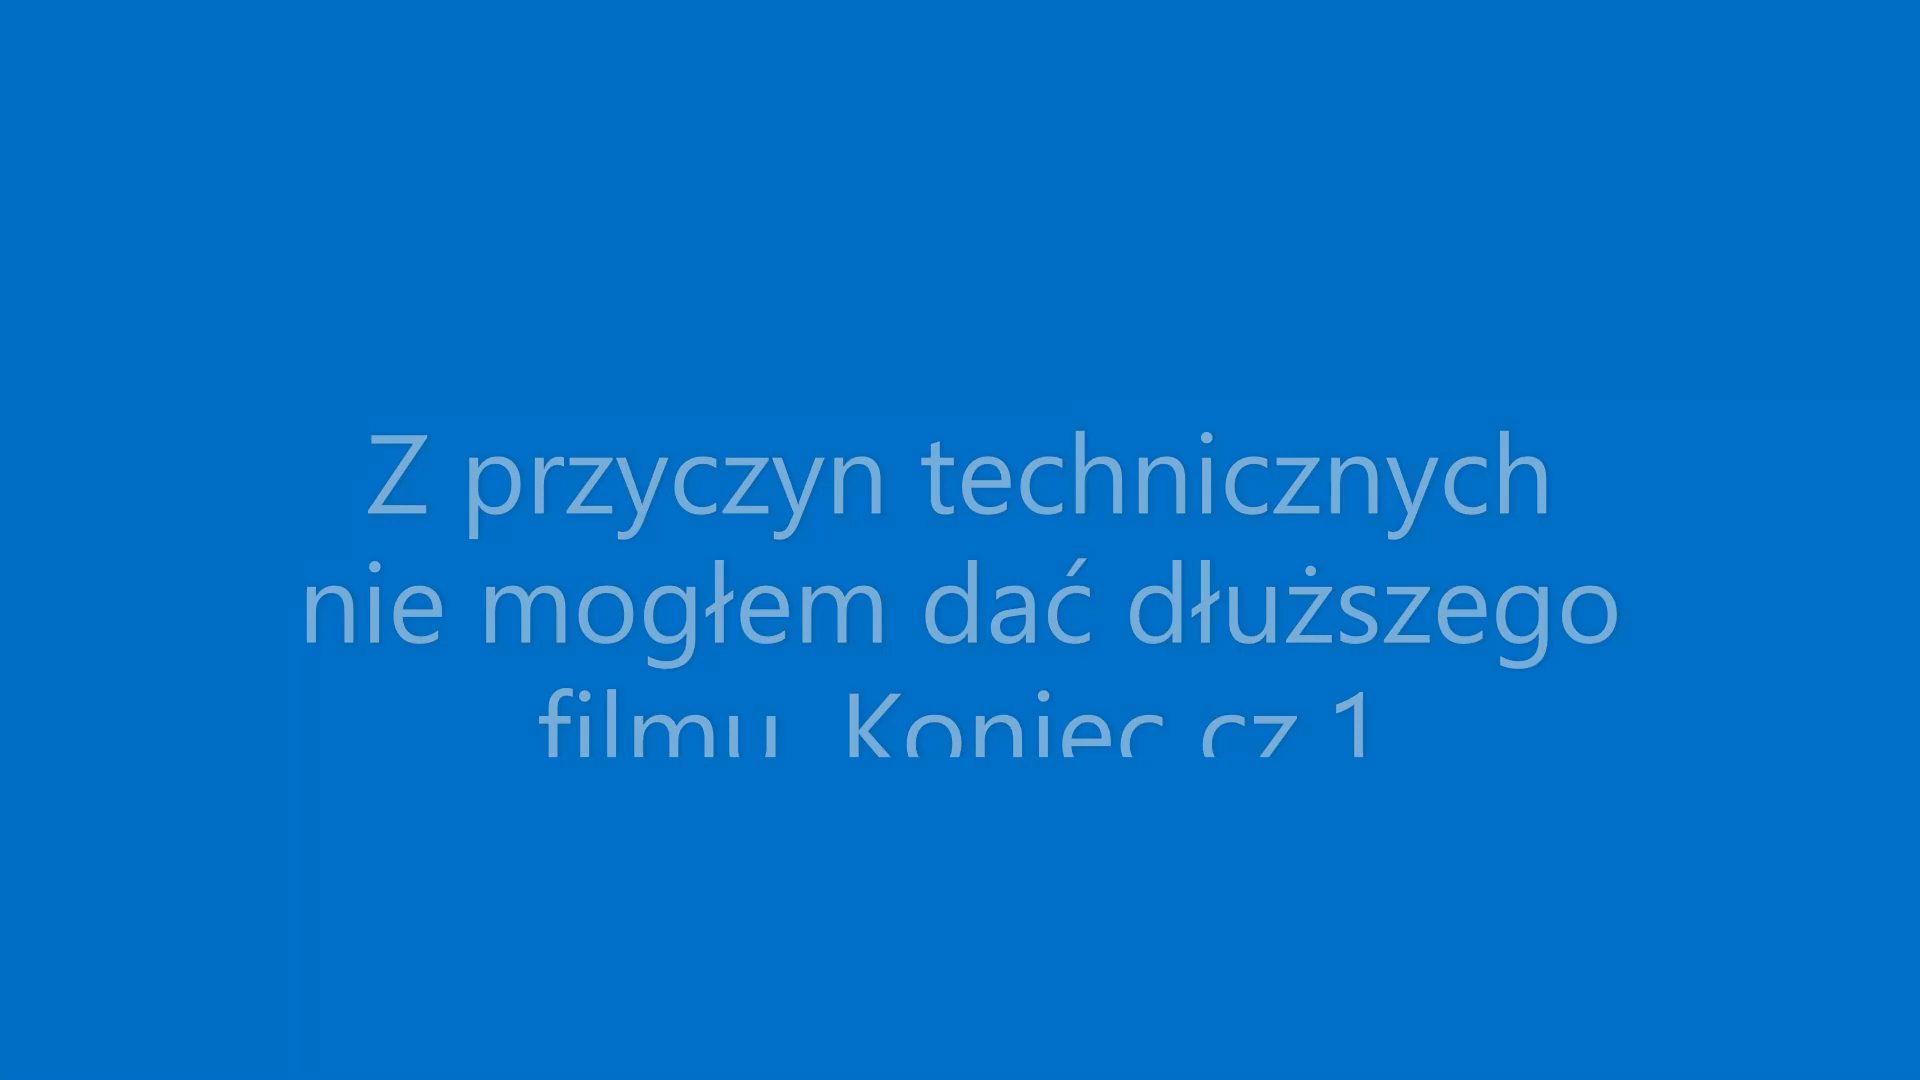 Z przyczyn technicznych
nie mogłem dać dłuższego
filmu. Koniec cz.1